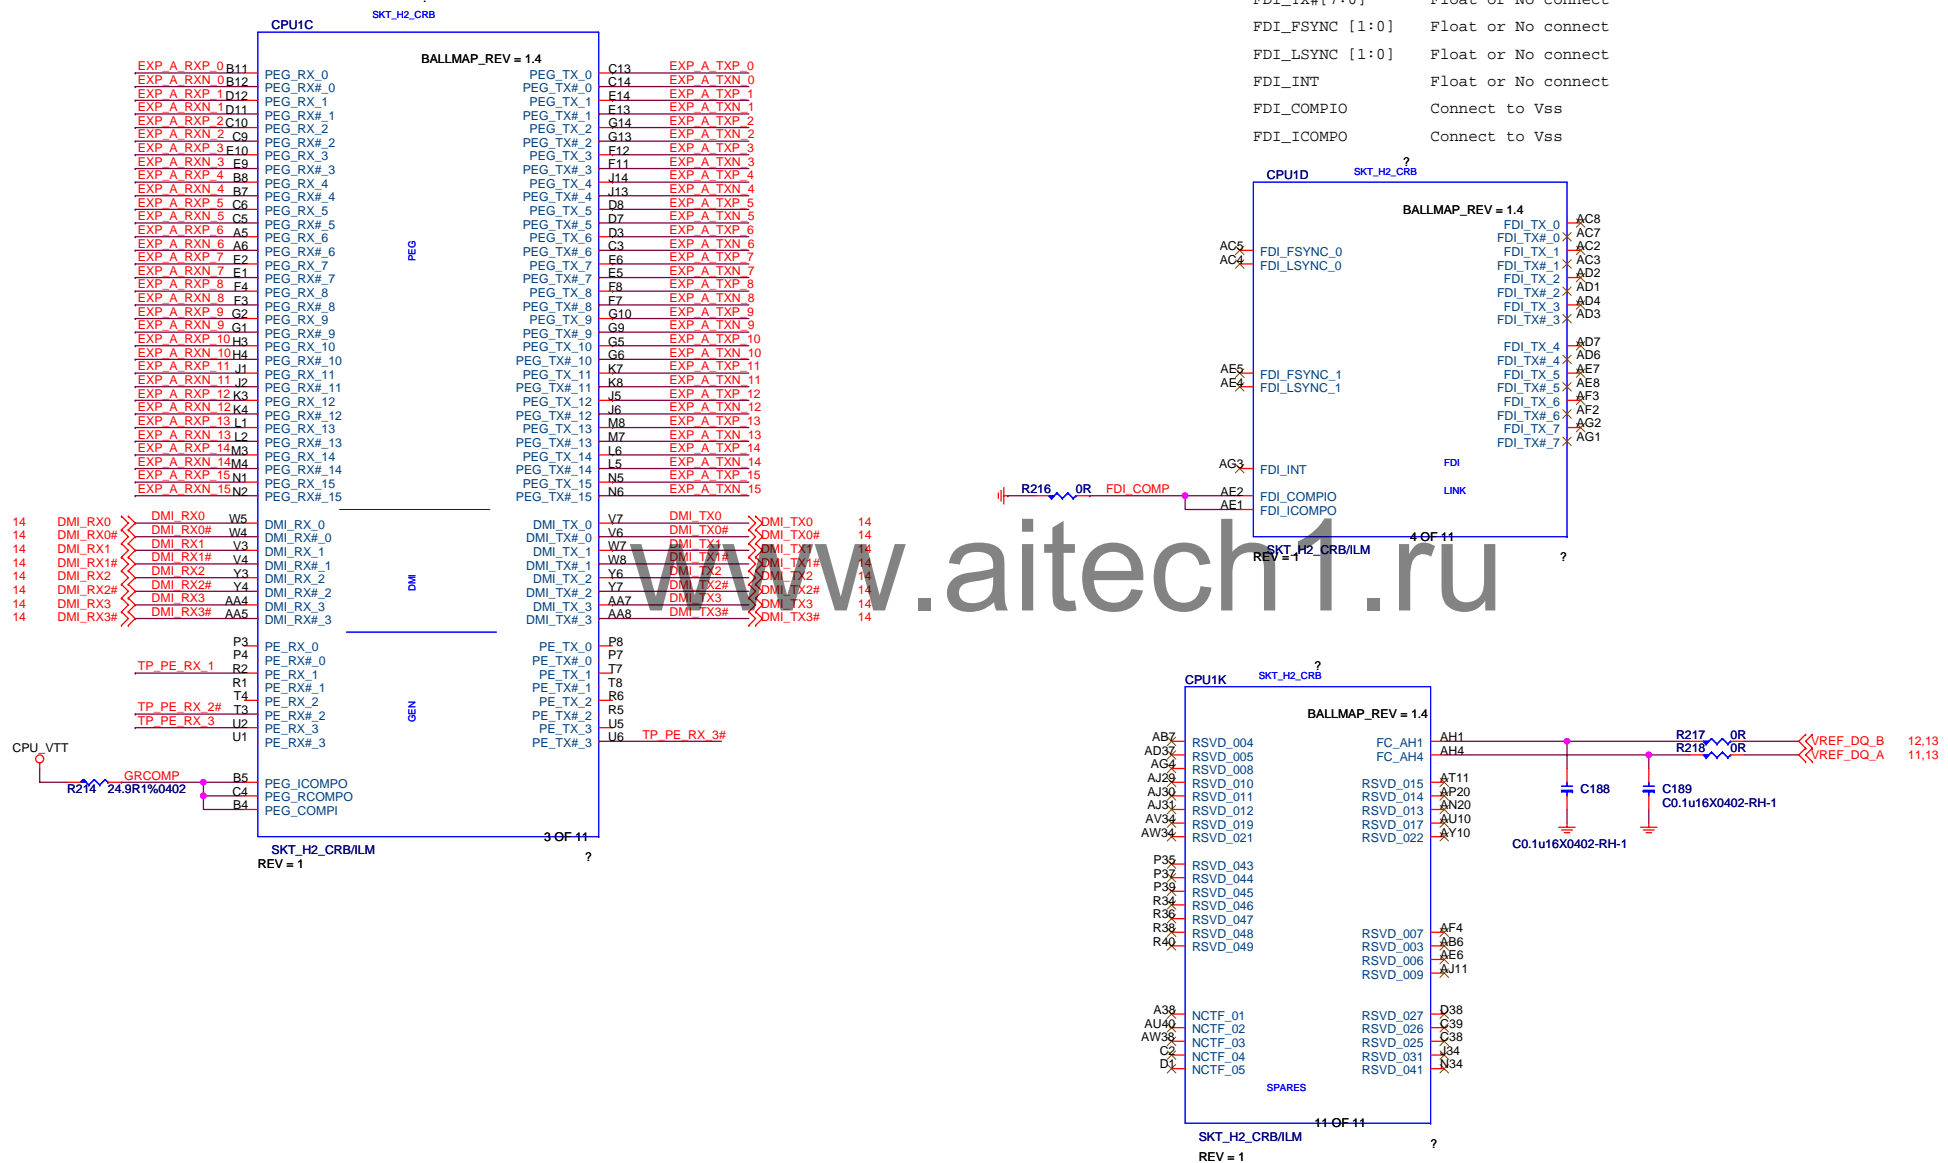 SKT_H2_CRB
CPU1C
BALLMAP_REV = 1.4
EXP_A_RXP_0 B11 PEG_RX_0 PEG_TX_0 C13 EXP_A_TXP_0
EXP_A_RXN_0 B12 PEG_RX#_0 PEG_TX#_0 C14 EXP_A_TXN_0
EXP_A_RXP_1 D12 PEG_RX_1 PEG_TX_1 E14 EXP_A_TXP_1
EXP_A_RXN_1 D11 PEG_RX#_1 PEG_TX#_1 E13 EXP_A_TXN_1
EXP_A_RXP_2 C10 PEG_RX_2 PEG_TX_2 G14 EXP_A_TXP_2
EXP_A_RXN_2 C9 PEG_RX#_2 PEG_TX#_2 G13 EXP_A_TXN_2
EXP_A_RXP_3 E10 PEG_RX_3 PEG_TX_3 F12 EXP_A_TXP_3
EXP_A_RXN_3 E9 PEG_RX#_3 PEG_TX#_3 F11 EXP_A_TXN_3
EXP_A_RXP_4 B8 PEG_RX_4 PEG_TX_4 J14 EXP_A_TXP_4
EXP_A_RXN_4 B7 PEG_RX#_4 PEG_TX#_4 J13 EXP_A_TXN_4
EXP_A_RXP_5 C6 PEG_RX_5 PEG_TX_5 D8 EXP_A_TXP_5
EXP_A_RXN_5 C5 PEG_RX#_5 PEG_TX#_5 D7 EXP_A_TXN_5
EXP_A_RXP_6 A5 PEG_RX_6 PEG_TX_6 D3 EXP_A_TXP_6
EXP_A_RXN_6 A6 PEG_RX#_6 PEG_TX#_6 C3 EXP_A_TXN_6
EXP_A_RXP_7 E2 PEG_RX_7 PEG_TX_7 E6 EXP_A_TXP_7
EXP_A_RXN_7 E1 PEG_RX#_7 PEG_TX#_7 E5 EXP_A_TXN_7
EXP_A_RXP_8 F4 PEG_RX_8 PEG_TX_8 F8 EXP_A_TXP_8
EXP_A_RXN_8 F3 PEG_RX#_8 PEG_TX#_8 F7 EXP_A_TXN_8
EXP_A_RXP_9 G2 PEG_RX_9 PEG_TX_9 G10 EXP_A_TXP_9
EXP_A_RXN_9 G1 PEG_RX#_9 PEG_TX#_9 G9 EXP_A_TXN_9
EXP_A_RXP_10 H3 PEG_RX_10 PEG_TX_10 G5 EXP_A_TXP_10
EXP_A_RXN_10 H4 PEG_RX#_10 PEG_TX#_10 G6 EXP_A_TXN_10
EXP_A_RXP_11 J1 PEG_RX_11 PEG_TX_11 K7 EXP_A_TXP_11
EXP_A_RXN_11 J2 PEG_RX#_11 PEG_TX#_11 K8 EXP_A_TXN_11
EXP_A_RXP_12 K3 PEG_RX_12 PEG_TX_12 J5 EXP_A_TXP_12
EXP_A_RXN_12 K4 PEG_RX#_12 PEG_TX#_12 J6 EXP_A_TXN_12
EXP_A_RXP_13 L1 PEG_RX_13 PEG_TX_13 M8 EXP_A_TXP_13
EXP_A_RXN_13 L2 PEG_RX#_13 PEG_TX#_13 M7 EXP_A_TXN_13
EXP_A_RXP_14 M3 PEG_RX_14 PEG_TX_14 L6 EXP_A_TXP_14
EXP_A_RXN_14 M4 PEG_RX#_14 PEG_TX#_14 L5 EXP_A_TXN_14
EXP_A_RXP_15 N1 PEG_RX_15 PEG_TX_15 N5 EXP_A_TXP_15
EXP_A_RXN_15 N2 PEG_RX#_15 PEG_TX#_15 N6 EXP_A_TXN_15
PEG
14 DMI_RX0 DMI_RX0 W5 DMI_RX_0 DMI_TX_0 V7 DMI_TX0 DMI_TX0 14
14 DMI_RX0# DMI_RX0# W4 DMI_RX#_0 DMI_TX#_0 V6 DMI_TX0# DMI_TX0# 14
14 DMI_RX1 DMI_RX1 V3 DMI_RX_1 DMI_TX_1 W7 DMI_TX1 DMI_TX1 14
14 DMI_RX1# DMI_RX1# V4 DMI_RX#_1 DMI_TX#_1 W8 DMI_TX1# DMI_TX1# 14
14 DMI_RX2 DMI_RX2 Y3 DMI_RX_2 DMI_TX_2 Y6 DMI_TX2 DMI_TX2 14
14 DMI_RX2# DMI_RX2# Y4 DMI_RX#_2 DMI_TX#_2 Y7 DMI_TX2# DMI_TX2# 14
14 DMI_RX3 DMI_RX3 AA4 DMI_RX_3 DMI_TX_3 AA7 DMI_TX3 DMI_TX3 14
14 DMI_RX3# DMI_RX3# AA5 DMI_RX#_3 DMI_TX#_3 AA8 DMI_TX3# DMI_TX3# 14
DMI
P3 PE_RX_0 PE_TX_0 P8
P4 PE_RX#_0 PE_TX#_0 P7
TP_PE_RX_1 R2 PE_RX_1 PE_TX_1 T7
R1 PE_RX#_1 PE_TX#_1 T8
T4 PE_RX_2 PE_TX_2 R6
TP_PE_RX_2# T3 PE_RX#_2 PE_TX#_2 R5
TP_PE_RX_3 U2 PE_RX_3 PE_TX_3 U5
U1 PE_RX#_3 PE_TX#_3 U6 TP_PE_RX_3#
GEN
CPU_VTT
R214 24.9R1%0402
GRCOMP B5 PEG_ICOMPO
C4 PEG_RCOMPO
B4 PEG_COMPI
3 OF 11
SKT_H2_CRB/ILM
REV = 1
?
FDI_TX#[7:0] Float or No connect
FDI_FSYNC [1:0] Float or No connect
FDI_LSYNC [1:0] Float or No connect
FDI_INT Float or No connect
FDI_COMPIO Connect to Vss
FDI_ICOMPO Connect to Vss
?
CPU1D SKT_H2_CRB
BALLMAP_REV = 1.4
FDI_TX_0 AC8
FDI_TX#_0 AC7
AC5 FDI_FSYNC_0 FDI_TX_1 AC2
AC4 FDI_LSYNC_0 FDI_TX#_1 AC3
FDI_TX_2 AD2
FDI_TX#_2 AD1
FDI_TX_3 AD4
FDI_TX#_3 AD3
FDI_TX_4 AD7
FDI_TX#_4 AD6
AE5 FDI_FSYNC_1 FDI_TX_5 AE7
AE4 FDI_LSYNC_1 FDI_TX#_5 AE8
FDI_TX_6 AF3
FDI_TX#_6 AF2
FDI_TX_7 AG2
FDI_TX#_7 AG1
AG3 FDI_INT FDI
LINK
R216 0R FDI_COMP AE2 FDI_COMPIO
AE1 FDI_ICOMPO
4 OF 11
SKT_H2_CRB/ILM
REV = 1
?
www.aitech1.ru
?
CPU1K SKT_H2_CRB
BALLMAP_REV = 1.4
AB7 RSVD_004 FC_AH1 AH1 R217 0R VREF_DQ_B 12,13
AD37 RSVD_005 FC_AH4 AH4 R218 0R VREF_DQ_A 11,13
AG4 RSVD_008
AJ29 RSVD_010 RSVD_015 AT11
AJ30 RSVD_011 RSVD_014 AP20
AJ31 RSVD_012 RSVD_013 AN20
AV34 RSVD_019 RSVD_017 AU10
AW34 RSVD_021 RSVD_022 AY10
C188
C0.1u16X0402-RH-1
C189
C0.1u16X0402-RH-1
P35 RSVD_043
P37 RSVD_044
P39 RSVD_045
R34 RSVD_046
R36 RSVD_047
R38 RSVD_048 RSVD_007 AF4
R40 RSVD_049 RSVD_003 AB6
RSVD_006 AE6
RSVD_009 AJ11
A38 NCTF_01 RSVD_027 D38
AU40 NCTF_02 RSVD_026 C39
AW38 NCTF_03 RSVD_025 C38
C2 NCTF_04 RSVD_031 J34
D1 NCTF_05 RSVD_041 N34
SPARES
11 OF 11
SKT_H2_CRB/ILM
REV = 1
?